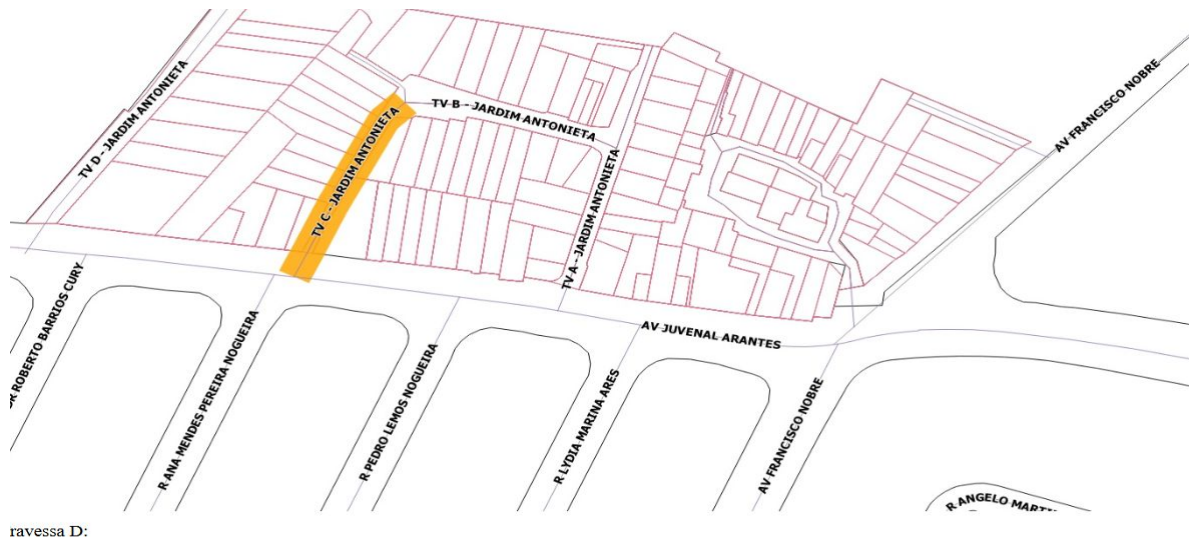 AV FRANCISCO NOBRE
TV D - JARDIM ANTONIETA
TV C - JARDIM ANTONIETA
TV B - JARDIM ANTONIETA
TV A - JARDIM ANTONIETA
ROBERTO BARRIOS CURY
R ANA MENDES PEREIRA NOGUEIRA
R PEDRO LEMOS NOGUEIRA
AV JUVENAL ARANTES
R LYDIA MARINA ARES
AV FRANCISCO NOBRE
R ANGELO MARTI
ravessa D: